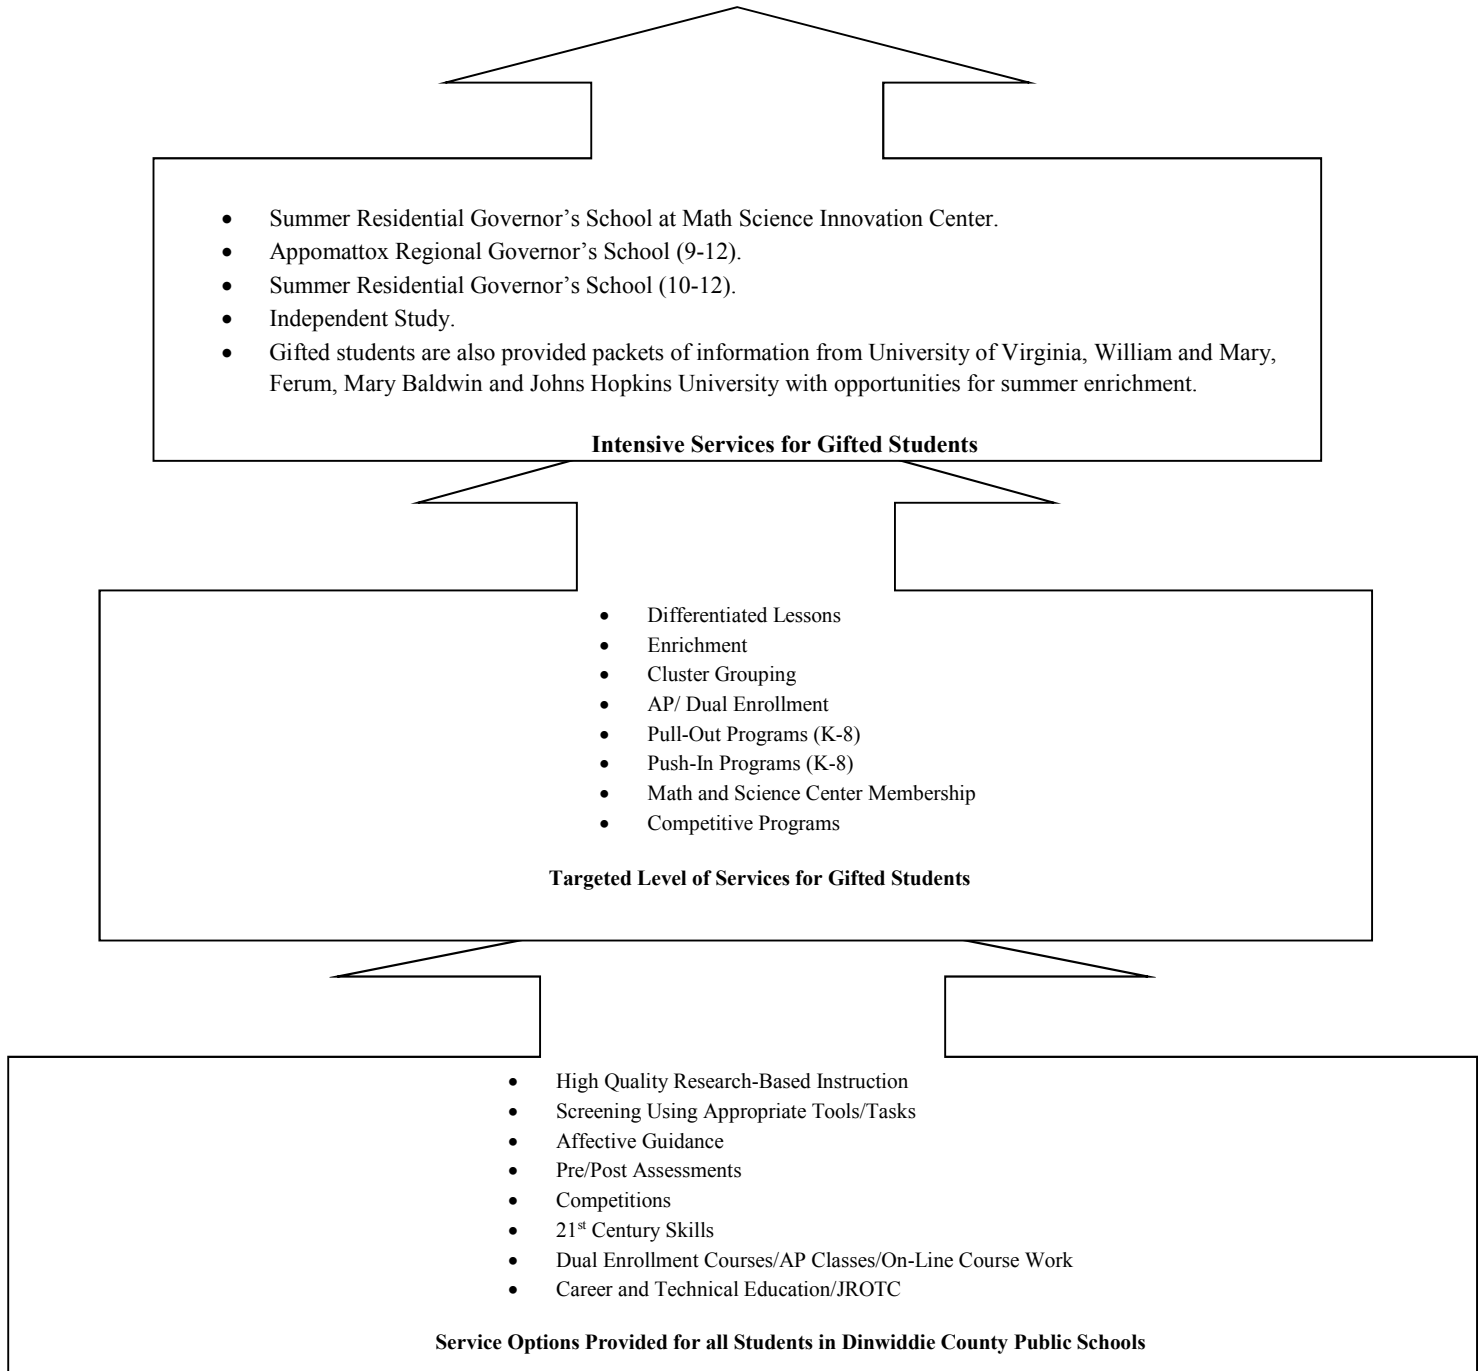 • Summer Residential Governor’s School at Math Science Innovation Center.
• Appomattox Regional Governor’s School (9-12).
• Summer Residential Governor’s School (10-12).
• Independent Study.
• Gifted students are also provided packets of information from University of Virginia, William and Mary,
Ferum, Mary Baldwin and Johns Hopkins University with opportunities for summer enrichment.
Intensive Services for Gifted Students
• Differentiated Lessons
• Enrichment
• Cluster Grouping
• AP/ Dual Enrollment
• Pull-Out Programs (K-8)
• Push-In Programs (K-8)
• Math and Science Center Membership
• Competitive Programs
Targeted Level of Services for Gifted Students
• High Quality Research-Based Instruction
• Screening Using Appropriate Tools/Tasks
• Affective Guidance
• Pre/Post Assessments
• Competitions
• 21st Century Skills
• Dual Enrollment Courses/AP Classes/On-Line Course Work
• Career and Technical Education/JROTC
Service Options Provided for all Students in Dinwiddie County Public Schools